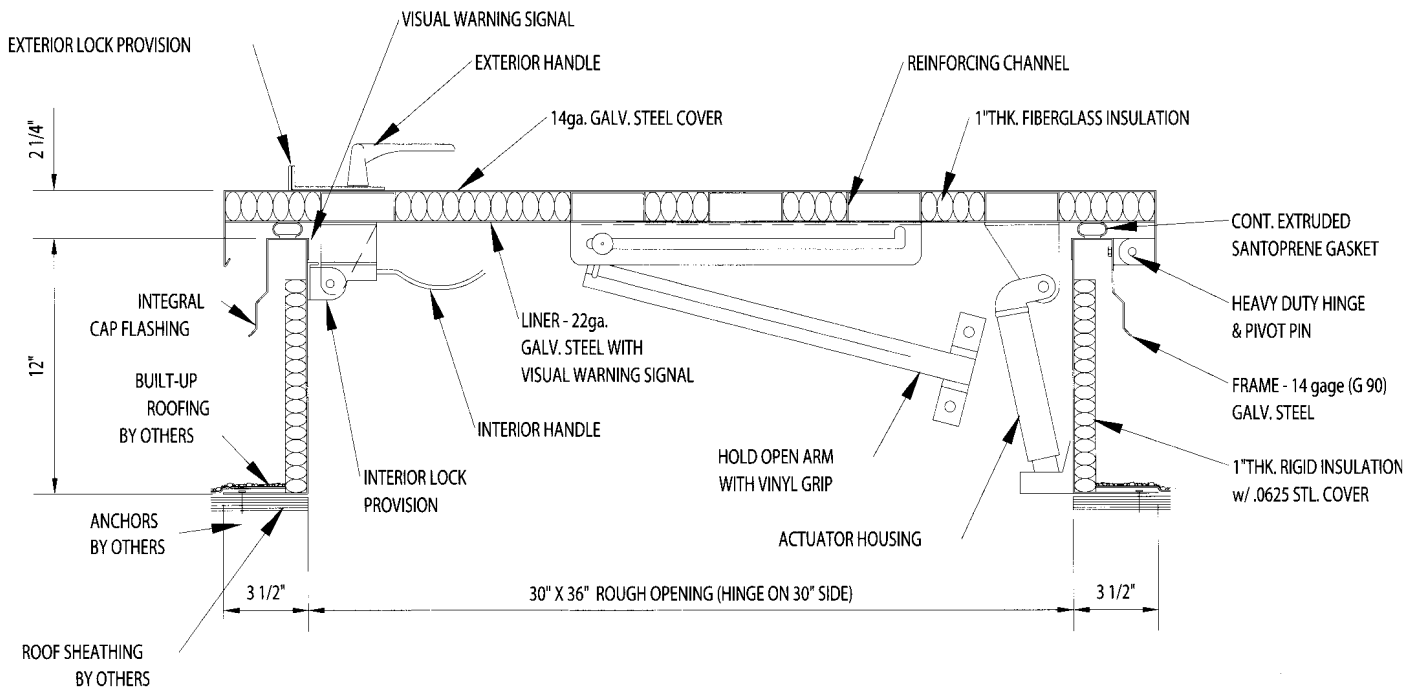 VISUAL WARNING SIGNAL
EXTERIOR LOCK PROVISION
EXTERIOR HANDLE
REINFORCING CHANNEL
14ga. GALV. STEEL COVER
1"THK. FIBERGLASS INSULATION
2 1/4"
CONT. EXTRUDED
SANTOPRENE GASKET
INTEGRAL
CAP FLASHING
HEAVY DUTY HINGE
& PIVOT PIN
LINER - 22ga.
GALV. STEEL WITH
VISUAL WARNING SIGNAL
12"
BUILT-UP
ROOFING
BY OTHERS
FRAME - 14 gage (G 90)
GALV. STEEL
INTERIOR HANDLE
HOLD OPEN ARM
WITH VINYL GRIP
INTERIOR LOCK
PROVISION
1"THK. RIGID INSULATION
w/ .0625 STL. COVER
ANCHORS
BY OTHERS
ACTUATOR HOUSING
3 1/2"
30" X 36" ROUGH OPENING (HINGE ON 30" SIDE)
3 1/2"
ROOF SHEATHING
BY OTHERS